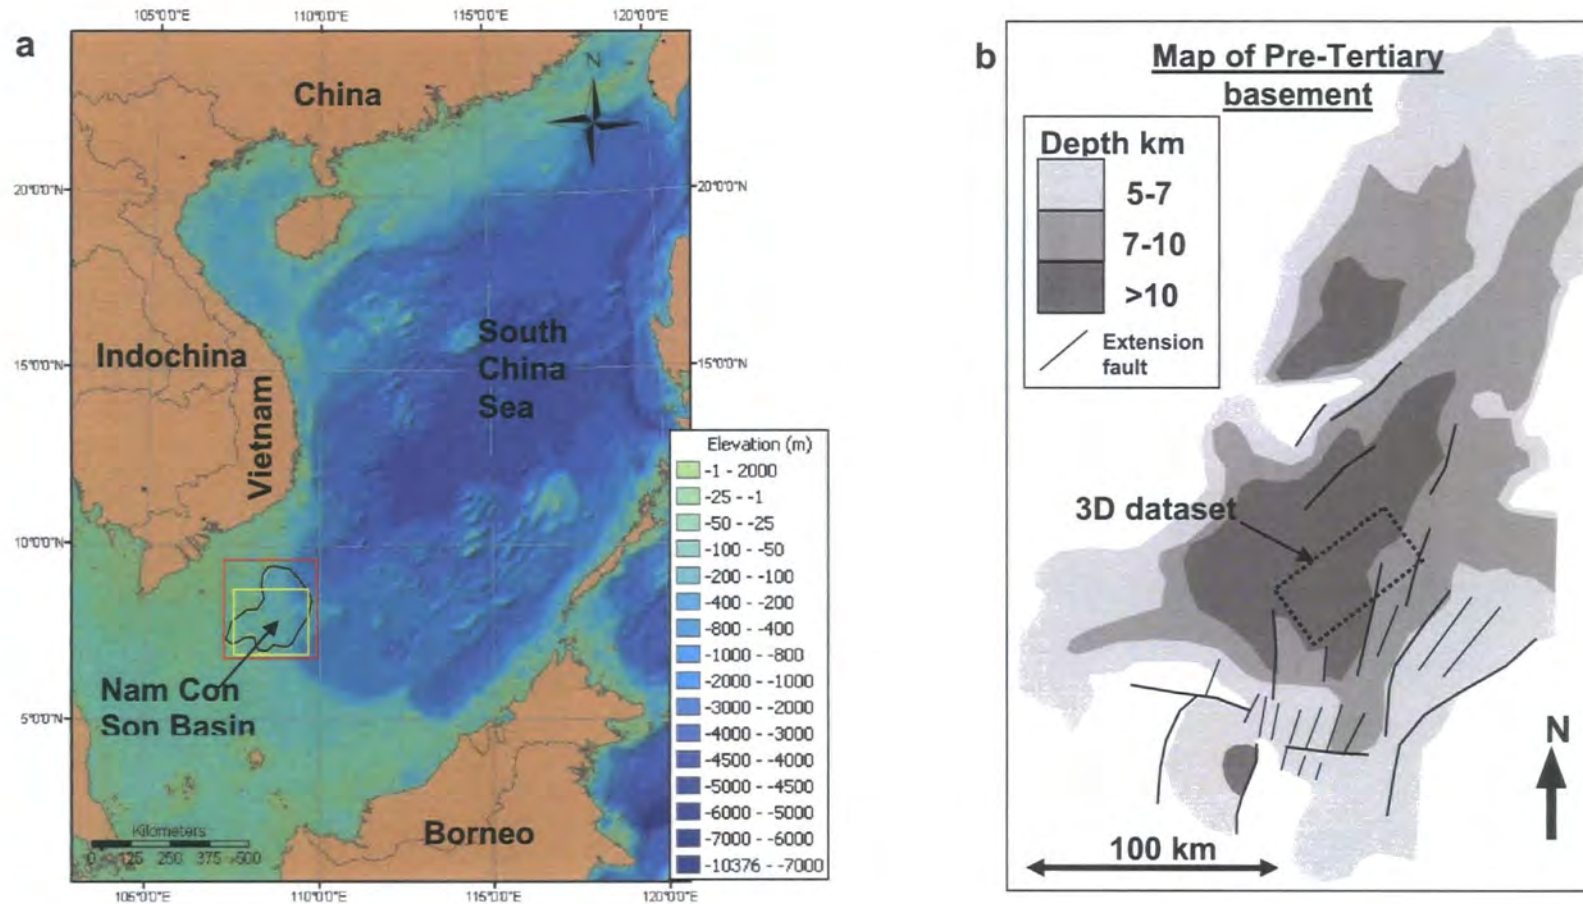 a
105°0'0"E
110°0'0"E
115°0'0"E
120°0'0"E
N
China
20°0'0"N
20°0'0"N
South
China
Sea
Indochina
15°0'0"N
15°0'0"N
Vietnam
10°0'0"N
Nam Con
Son Basin
5°0'0"N
Borneo
Kilometers
0 125 250 375 500
105°0'0"E
110°0'0"E
115°0'0"E
120°0'0"E
Elevation (m)
-1 - 2000
-25 - -1
-50 - -25
-100 - -50
-200 - -100
-400 - -200
-800 - -400
-1000 - -800
-2000 - -1000
-3000 - -2000
-4000 - -3000
-4500 - -4000
-5000 - -4500
-6000 - -5000
-7000 - -6000
-10376 - -7000
b
Map of Pre-Tertiary
basement
Depth km
5-7
7-10
>10
Extension
fault
3D dataset
N
100 km